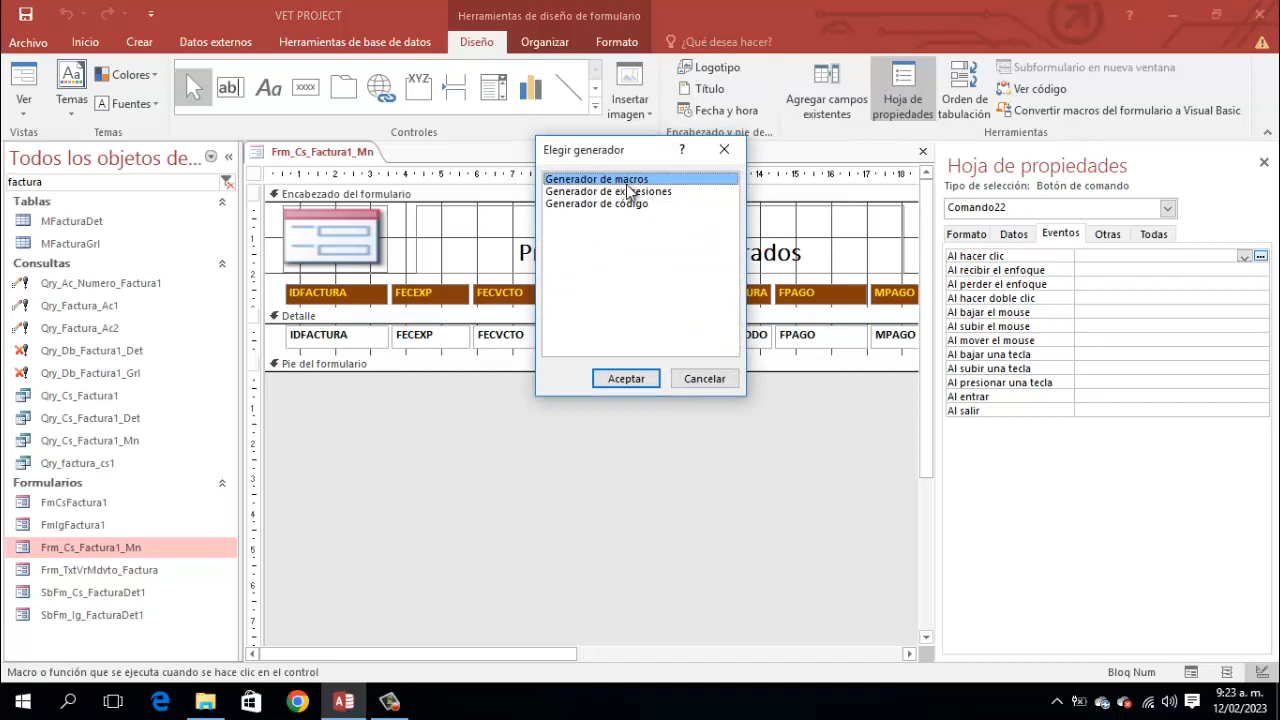 VET PROJECT
Herramientas de diseño de formulario
Archivo
Inicio
Crear
Datos externos
Herramientas de base de datos
Diseño
Organizar
Formato
¿Qué desea hacer?
Ver
Temas
Colores
Fuentes
Aa
ab|
Aa
xxxx
XYZ
Insertar
imagen
Logotipo
Título
Fecha y hora
Agregar campos
existentes
Hoja de
propiedades
Orden de
tabulación
Subformulario en nueva ventana
Ver código
Convertir macros del formulario a Visual Basic
Vistas
Temas
Controles
Encabezado y pie de...
Herramientas
Todos los objetos de...
factura
Tablas
MFacturaDet
MFacturaGrl
Consultas
Qry_Ac_Numero_Factura1
Qry_Factura_Ac1
Qry_Factura_Ac2
Qry_Db_Factura1_Det
Qry_Db_Factura1_Grl
Qry_Cs_Factura1
Qry_Cs_Factura1_Det
Qry_Cs_Factura1_Mn
Qry_factura_cs1
Formularios
FmCsFactura1
FmIgFactura1
Frm_Cs_Factura1_Mn
Frm_TxtVrMdvto_Factura
SbFm_Cs_FacturaDet1
SbFm_Ig_FacturaDet1
Frm_Cs_Factura1_Mn
Encabezado del formulario
IDFACTURA
FECEXP
FECVCTO
URA
FPAGO
MPAGO
Detalle
IDFACTURA
FECEXP
FECVCTO
ODO
FPAGO
MPAGO
Pie del formulario
Elegir generador
Generador de macros
Generador de expresiones
Generador de código
Aceptar
Cancelar
Hoja de propiedades
Tipo de selección: Botón de comando
Comando22
Formato
Datos
Eventos
Otras
Todas
Al hacer clic
Al recibir el enfoque
Al perder el enfoque
Al hacer doble clic
Al bajar el mouse
Al subir el mouse
Al mover el mouse
Al bajar una tecla
Al subir una tecla
Al presionar una tecla
Al entrar
Al salir
Macro o función que se ejecuta cuando se hace clic en el control
Bloq Num
9:23 a. m.
12/02/2023